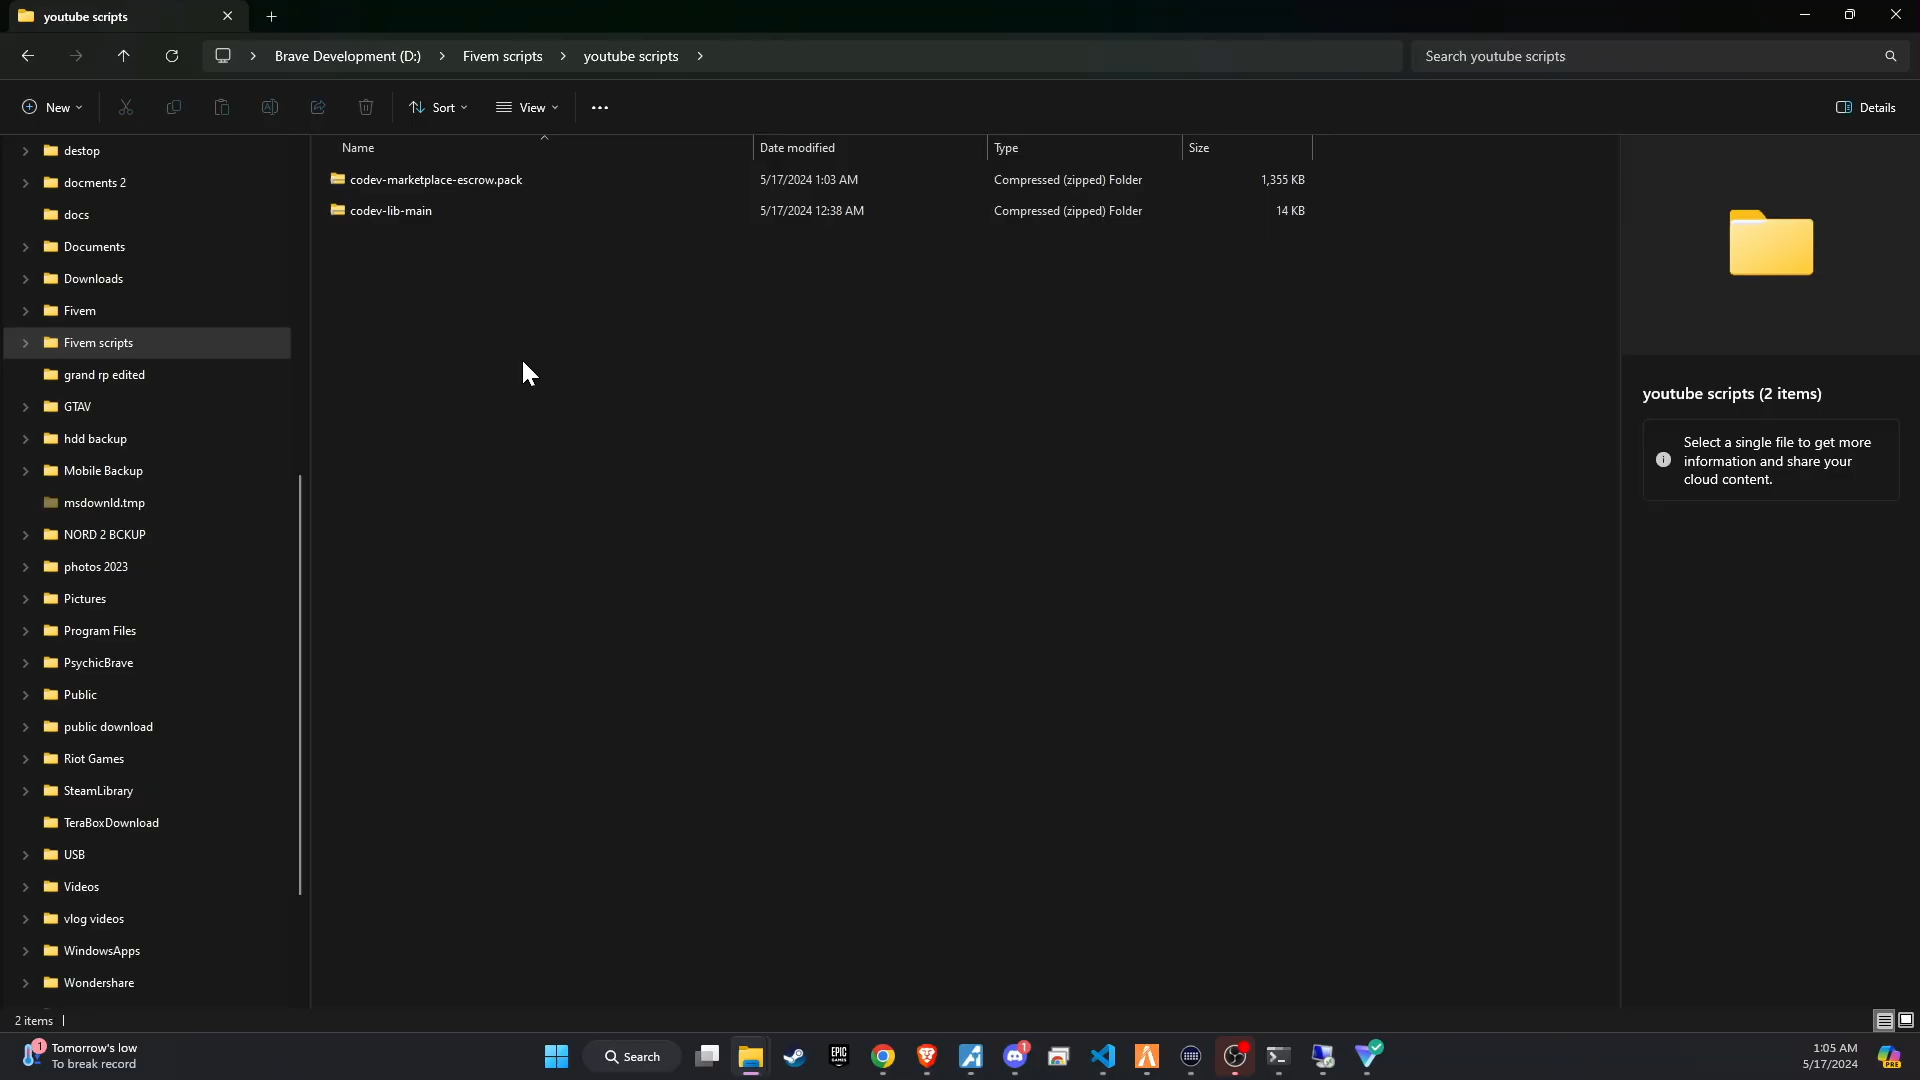 youtube scripts
Brave Development (D:) > Fivem scripts > youtube scripts >
Search youtube scripts
New
Sort
View
Details
destop
docments 2
docs
Documents
Downloads
Fivem
Fivem scripts
grand rp edited
GTAV
hdd backup
Mobile Backup
msdownld.tmp
NORD 2 BCKUP
photos 2023
Pictures
Program Files
PsychicBrave
Public
public download
Riot Games
SteamLibrary
TeraBoxDownload
USB
Videos
vlog videos
WindowsApps
Wondershare
Name Date modified Type Size
codev-marketplace-escrow.pack 5/17/2024 1:03 AM Compressed (zipped) Folder 1,355 KB
codev-lib-main 5/17/2024 12:38 AM Compressed (zipped) Folder 14 KB
youtube scripts (2 items)
Select a single file to get more
information and share your
cloud content.
2 items
1
Tomorrow's low
To break record
Search
EPIC
GAMES
1
1:05 AM
5/17/2024
PRE